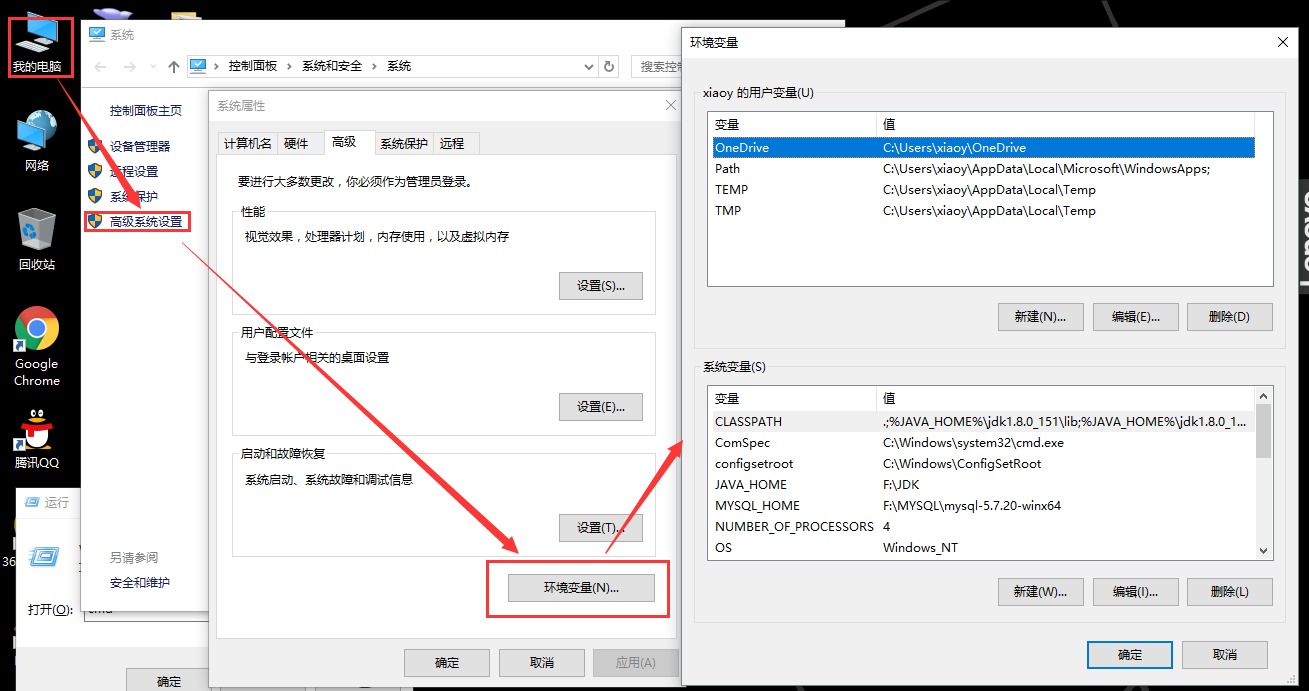 我的电脑
网络
回收站
Google
Chrome
腾讯QQ
运行
36
打开(O):
cmd
确定
系统
控制面板
系统和安全
系统
搜索控制
控制面板主页
设备管理器
远程设置
系统保护
高级系统设置
另请参阅
安全和维护
系统属性
计算机名
硬件
高级
系统保护
远程
要进行大多数更改，你必须作为管理员登录。
性能
视觉效果，处理器计划，内存使用，以及虚拟内存
设置(S)...
用户配置文件
与登录帐户相关的桌面设置
设置(E)...
启动和故障恢复
系统启动、系统故障和调试信息
设置(T)...
环境变量(N)...
确定
取消
应用(A)
环境变量
xiaoy 的用户变量(U)
变量 值
OneDrive C:\Users\xiaoy\OneDrive
Path C:\Users\xiaoy\AppData\Local\Microsoft\WindowsApps;
TEMP C:\Users\xiaoy\AppData\Local\Temp
TMP C:\Users\xiaoy\AppData\Local\Temp
新建(N)...
编辑(E)...
删除(D)
系统变量(S)
变量 值
CLASSPATH .;%JAVA_HOME%\jdk1.8.0_151\lib;%JAVA_HOME%\jdk1.8.0_1...
ComSpec C:\Windows\system32\cmd.exe
configsetroot C:\Windows\ConfigSetRoot
JAVA_HOME F:\JDK
MYSQL_HOME F:\MYSQL\mysql-5.7.20-winx64
NUMBER_OF_PROCESSORS 4
OS Windows_NT
新建(W)...
编辑(I)...
删除(L)
确定
取消